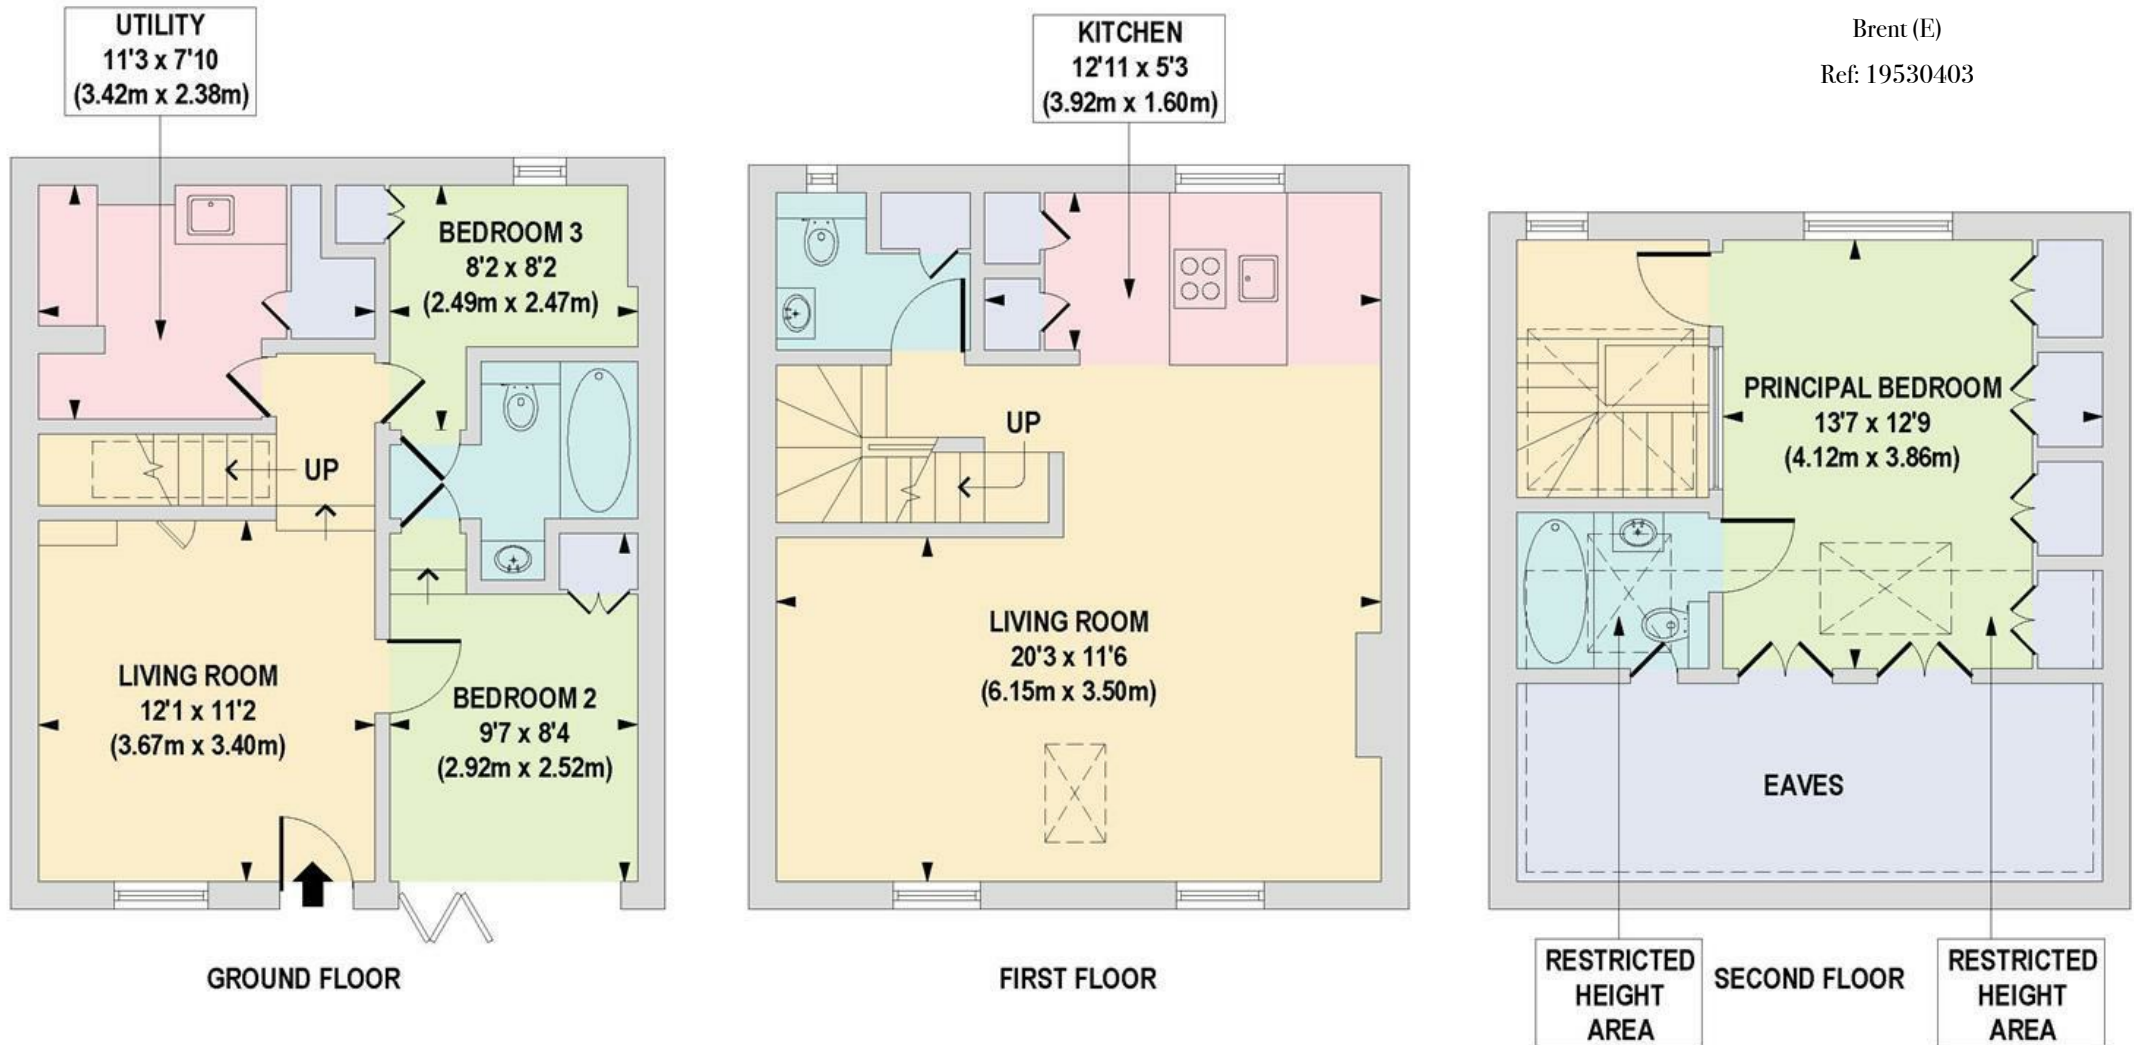 UTILITY
11'3 x 7'10
(3.42m x 2.38m)
KITCHEN
12'11 x 5'3
(3.92m x 1.60m)
Brent (E)
Ref: 19530403
BEDROOM 3
8'2 x 8'2
(2.49m x 2.47m)
UP
LIVING ROOM
12'1 x 11'2
(3.67m x 3.40m)
BEDROOM 2
9'7 x 8'4
(2.92m x 2.52m)
GROUND FLOOR
UP
LIVING ROOM
20'3 x 11'6
(6.15m x 3.50m)
FIRST FLOOR
PRINCIPAL BEDROOM
13'7 x 12'9
(4.12m x 3.86m)
EAVES
RESTRICTED
HEIGHT
AREA
SECOND FLOOR
RESTRICTED
HEIGHT
AREA